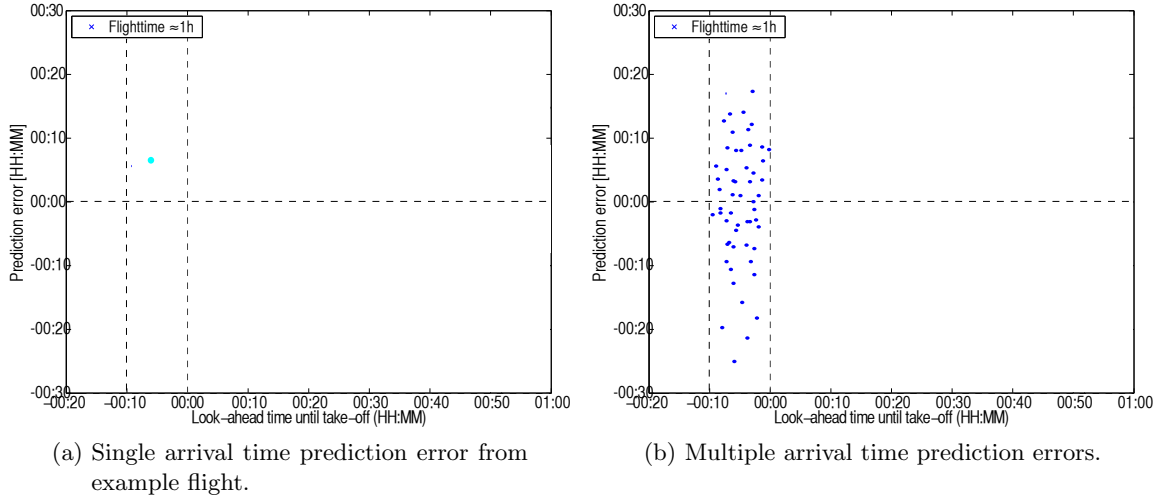 00:30
00:20
00:10
00:00
-00:10
-00:20
-00:30
Prediction error [HH:MM]
× Flighttime ≈1h
−00:20 −00:10 00:00 00:10 00:20 00:30 00:40 00:50 01:00
Look−ahead time until take−off (HH:MM)
(a) Single arrival time prediction error from
example flight.
00:30
00:20
00:10
00:00
-00:10
-00:20
-00:30
Prediction error [HH:MM]
× Flighttime ≈1h
−00:20 −00:10 00:00 00:10 00:20 00:30 00:40 00:50 01:00
Look−ahead time until take−off (HH:MM)
(b) Multiple arrival time prediction errors.